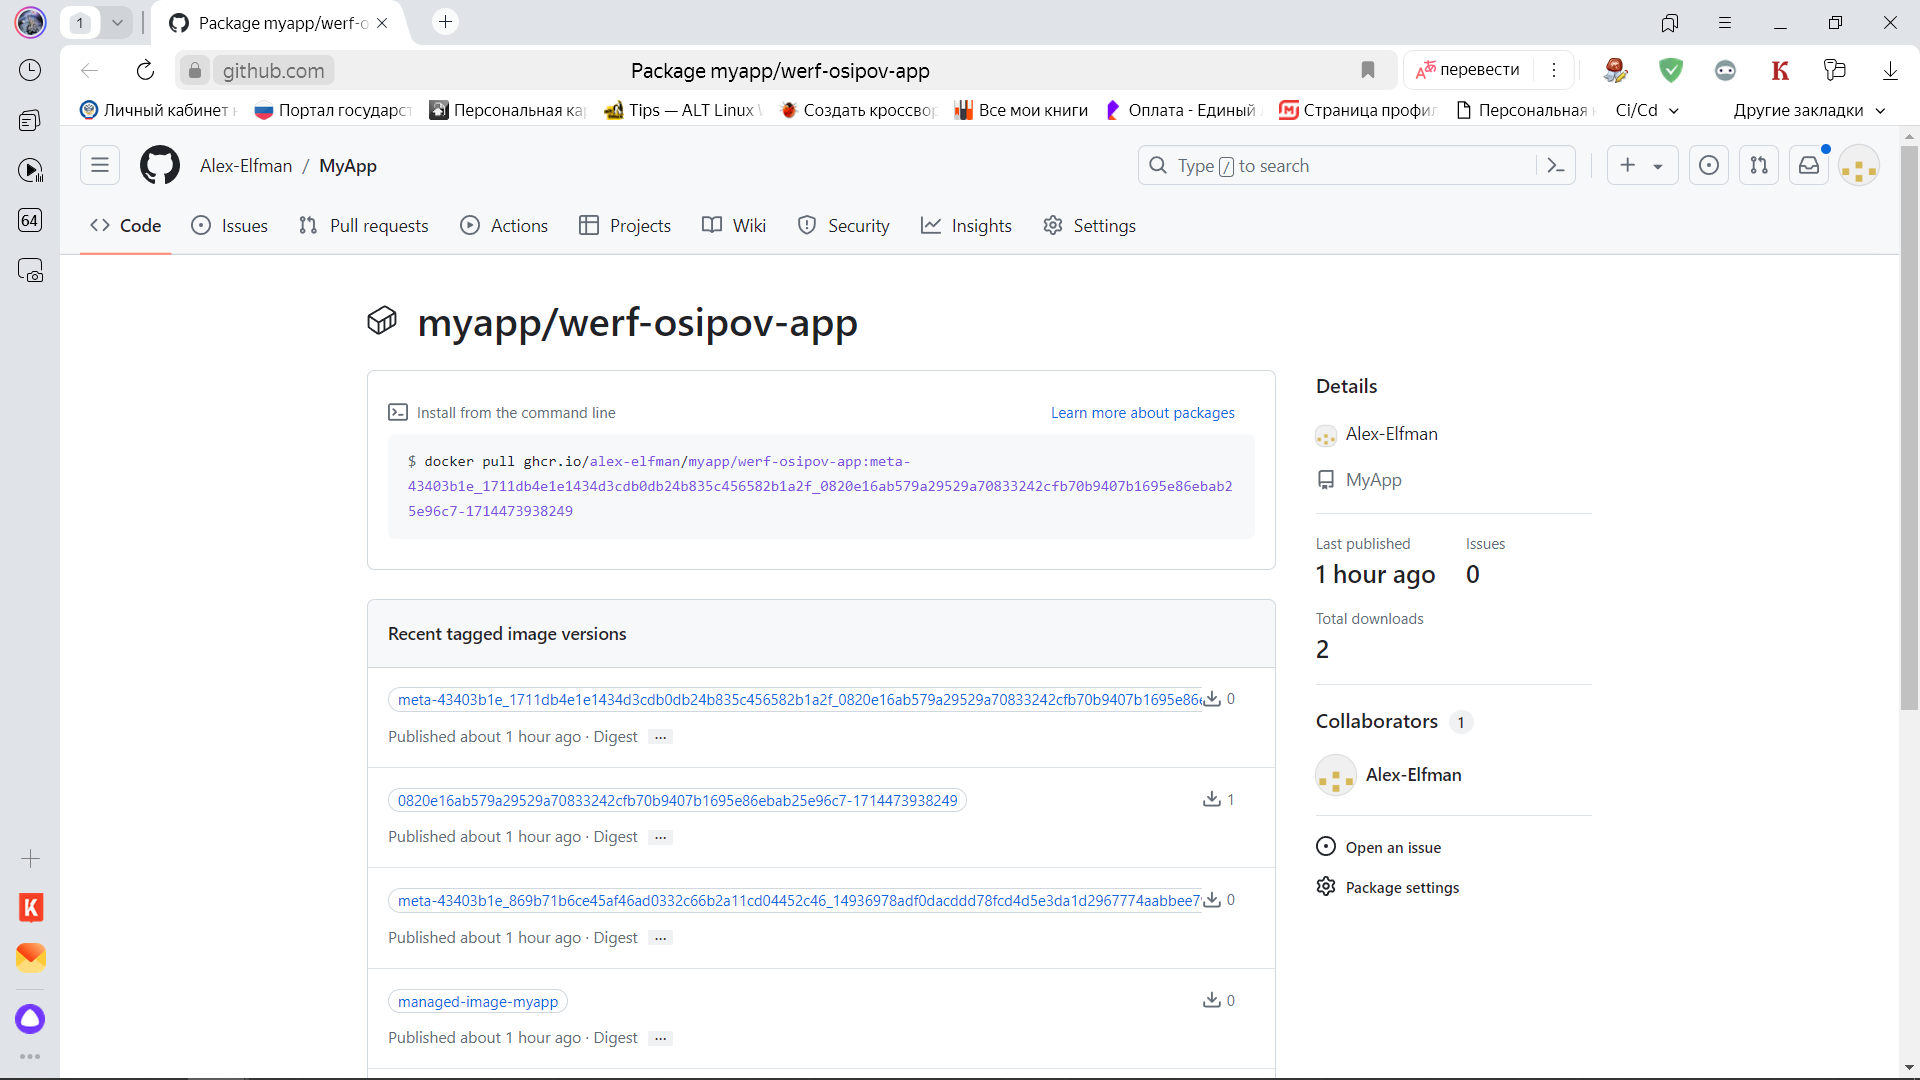 1
Package myapp/werf-o
github.com
Package myapp/werf-osipov-app
перевести
Личный кабинет
Портал государст
Персональная ка
Tips — ALT Linux
Создать кроссвор
Все мои книги
Оплата - Единый
Страница профил
Персональная
Ci/Cd
Другие закладки
64
Alex-Elfman / MyApp
Type / to search
Code
Issues
Pull requests
Actions
Projects
Wiki
Security
Insights
Settings
myapp/werf-osipov-app
Install from the command line
Learn more about packages
$ docker pull ghcr.io/alex-elfman/myapp/werf-osipov-app:meta-
43403b1e_1711db4e1e1434d3cdb0db24b835c456582b1a2f_0820e16ab579a29529a70833242cfb70b9407b1695e86ebab2
5e96c7-1714473938249
Recent tagged image versions
meta-43403b1e_1711db4e1e1434d3cdb0db24b835c456582b1a2f_0820e16ab579a29529a70833242cfb70b9407b1695e86e
0
Published about 1 hour ago · Digest ...
0820e16ab579a29529a70833242cfb70b9407b1695e86ebab25e96c7-1714473938249
1
Published about 1 hour ago · Digest ...
meta-43403b1e_869b71b6ce45af46ad0332c66b2a11cd04452c46_14936978adf0dacddd78fcd4d5e3da1d2967774aabbee7
0
Published about 1 hour ago · Digest ...
managed-image-myapp
0
Published about 1 hour ago · Digest ...
Details
Alex-Elfman
MyApp
Last published
1 hour ago
Issues
0
Total downloads
2
Collaborators 1
Alex-Elfman
Open an issue
Package settings